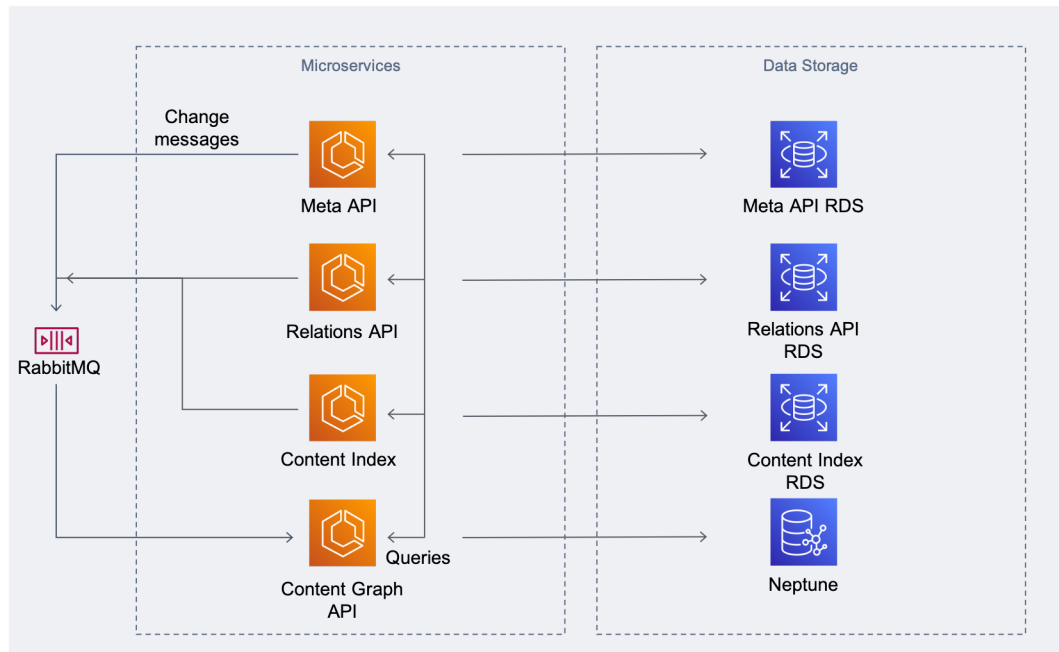 Microservices
Data Storage
Change
messages
Meta API
Meta API RDS
Relations API
Relations API
RDS
RabbitMQ
Content Index
Content Index
RDS
Queries
Content Graph
API
Neptune